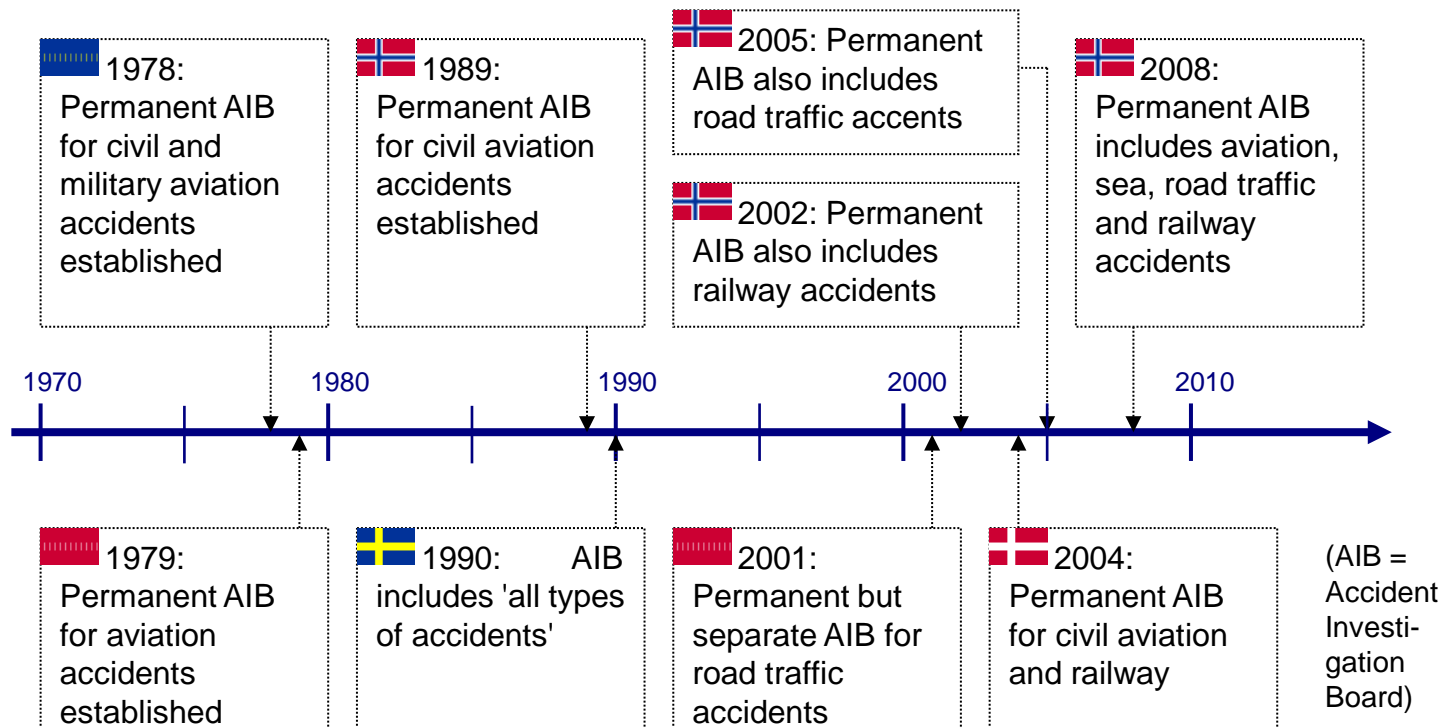 1978:
Permanent AIB
for civil and
military aviation
accidents
established
1989:
Permanent AIB
for civil aviation
accidents
established
2005: Permanent
AIB also includes
road traffic accents
2002: Permanent
AIB also includes
railway accidents
2008:
Permanent AIB
includes aviation,
sea, road traffic
and railway
accidents
1970
1980
1990
2000
2010
1979:
Permanent AIB
for aviation
accidents
established
1990: AIB
includes 'all types
of accidents'
2001:
Permanent but
separate AIB for
road traffic
accidents
2004:
Permanent AIB
for civil aviation
and railway
(AIB =
Accident
Investi-
gation
Board)